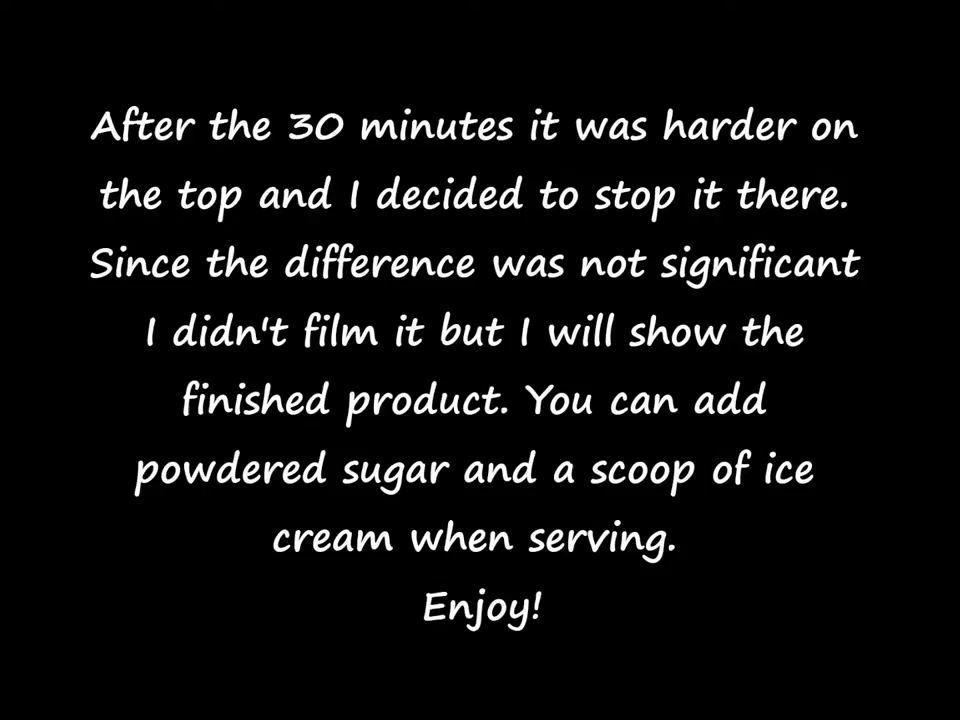 After the 30 minutes it was harder on
the top and I decided to stop it there.
Since the difference was not significant
I didn't film it but I will show the
finished product. You can add
powdered sugar and a scoop of ice
cream when serving.
Enjoy!